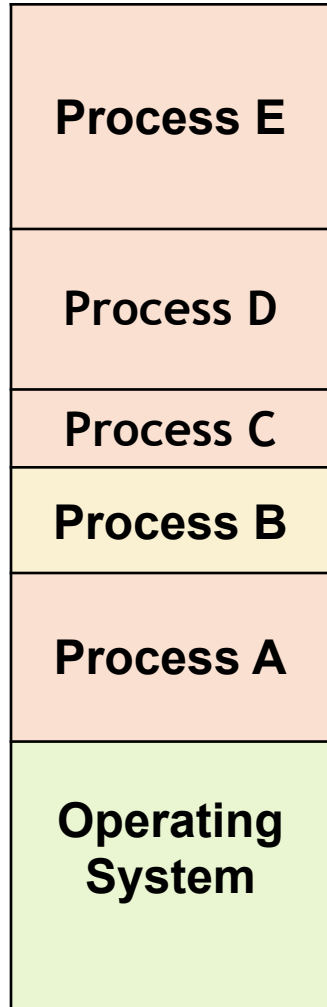 Process E
Process D
Process C
Process B
Process A
Operating
System